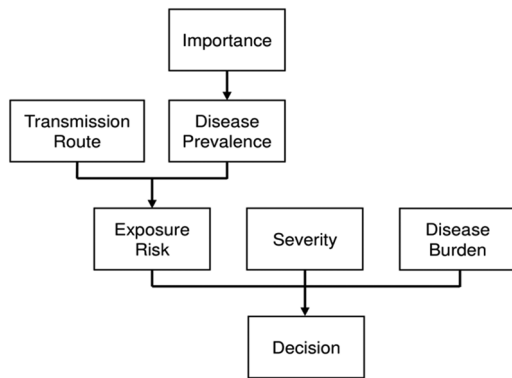 Importance
Transmission
Route
Disease
Prevalence
Exposure
Risk
Severity
Disease
Burden
Decision